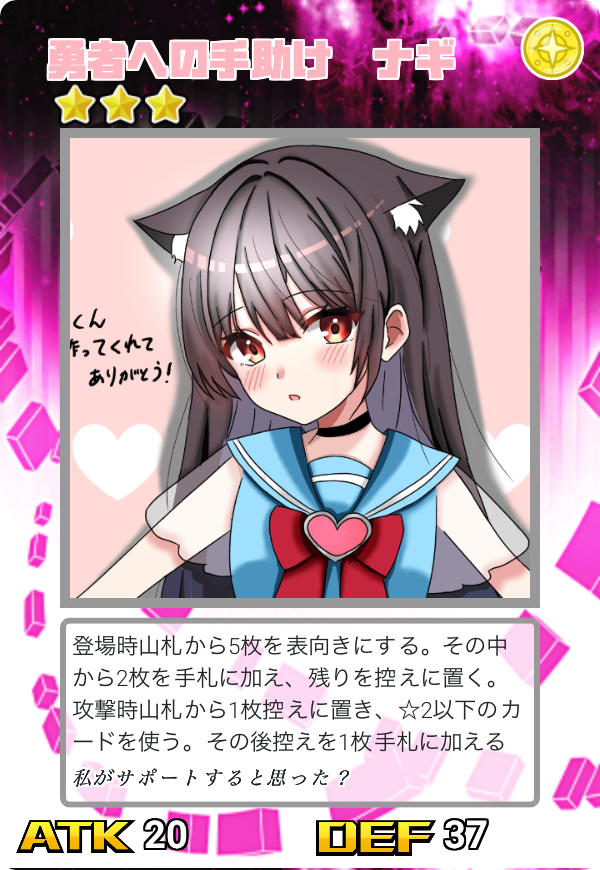 勇者への手助け　ナギ
くん
作ってくれて
ありがとう!
登場時山札から5枚を表向きにする。その中
から2枚を手札に加え、残りを控えに置く。
攻撃時山札から1枚控えに置き、☆2以下のカ
ードを使う。その後控えを1枚手札に加える
私がサポートすると思った？
ATK 20 DEF 37